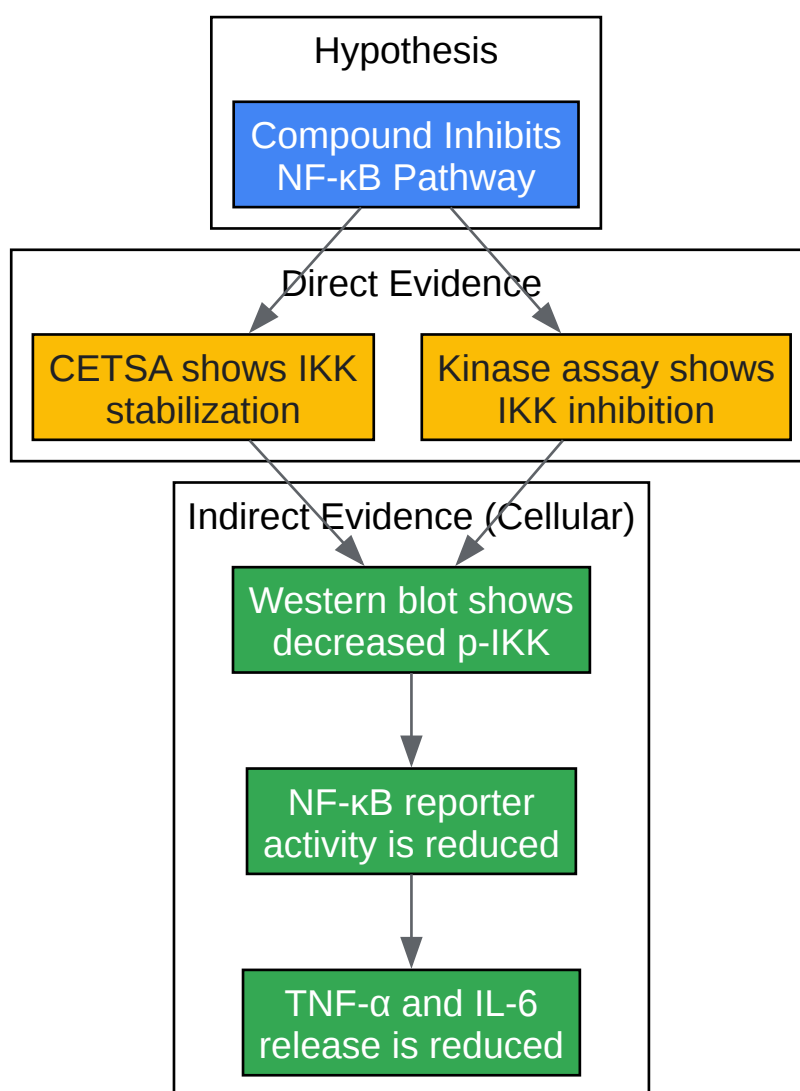 Hypothesis
Compound Inhibits
NF-κB Pathway
Direct Evidence
CETSA shows IKK
stabilization
Kinase assay shows
IKK inhibition
Indirect Evidence (Cellular)
Western blot shows
decreased p-IKK
NF-κB reporter
activity is reduced
TNF-α and IL-6
release is reduced